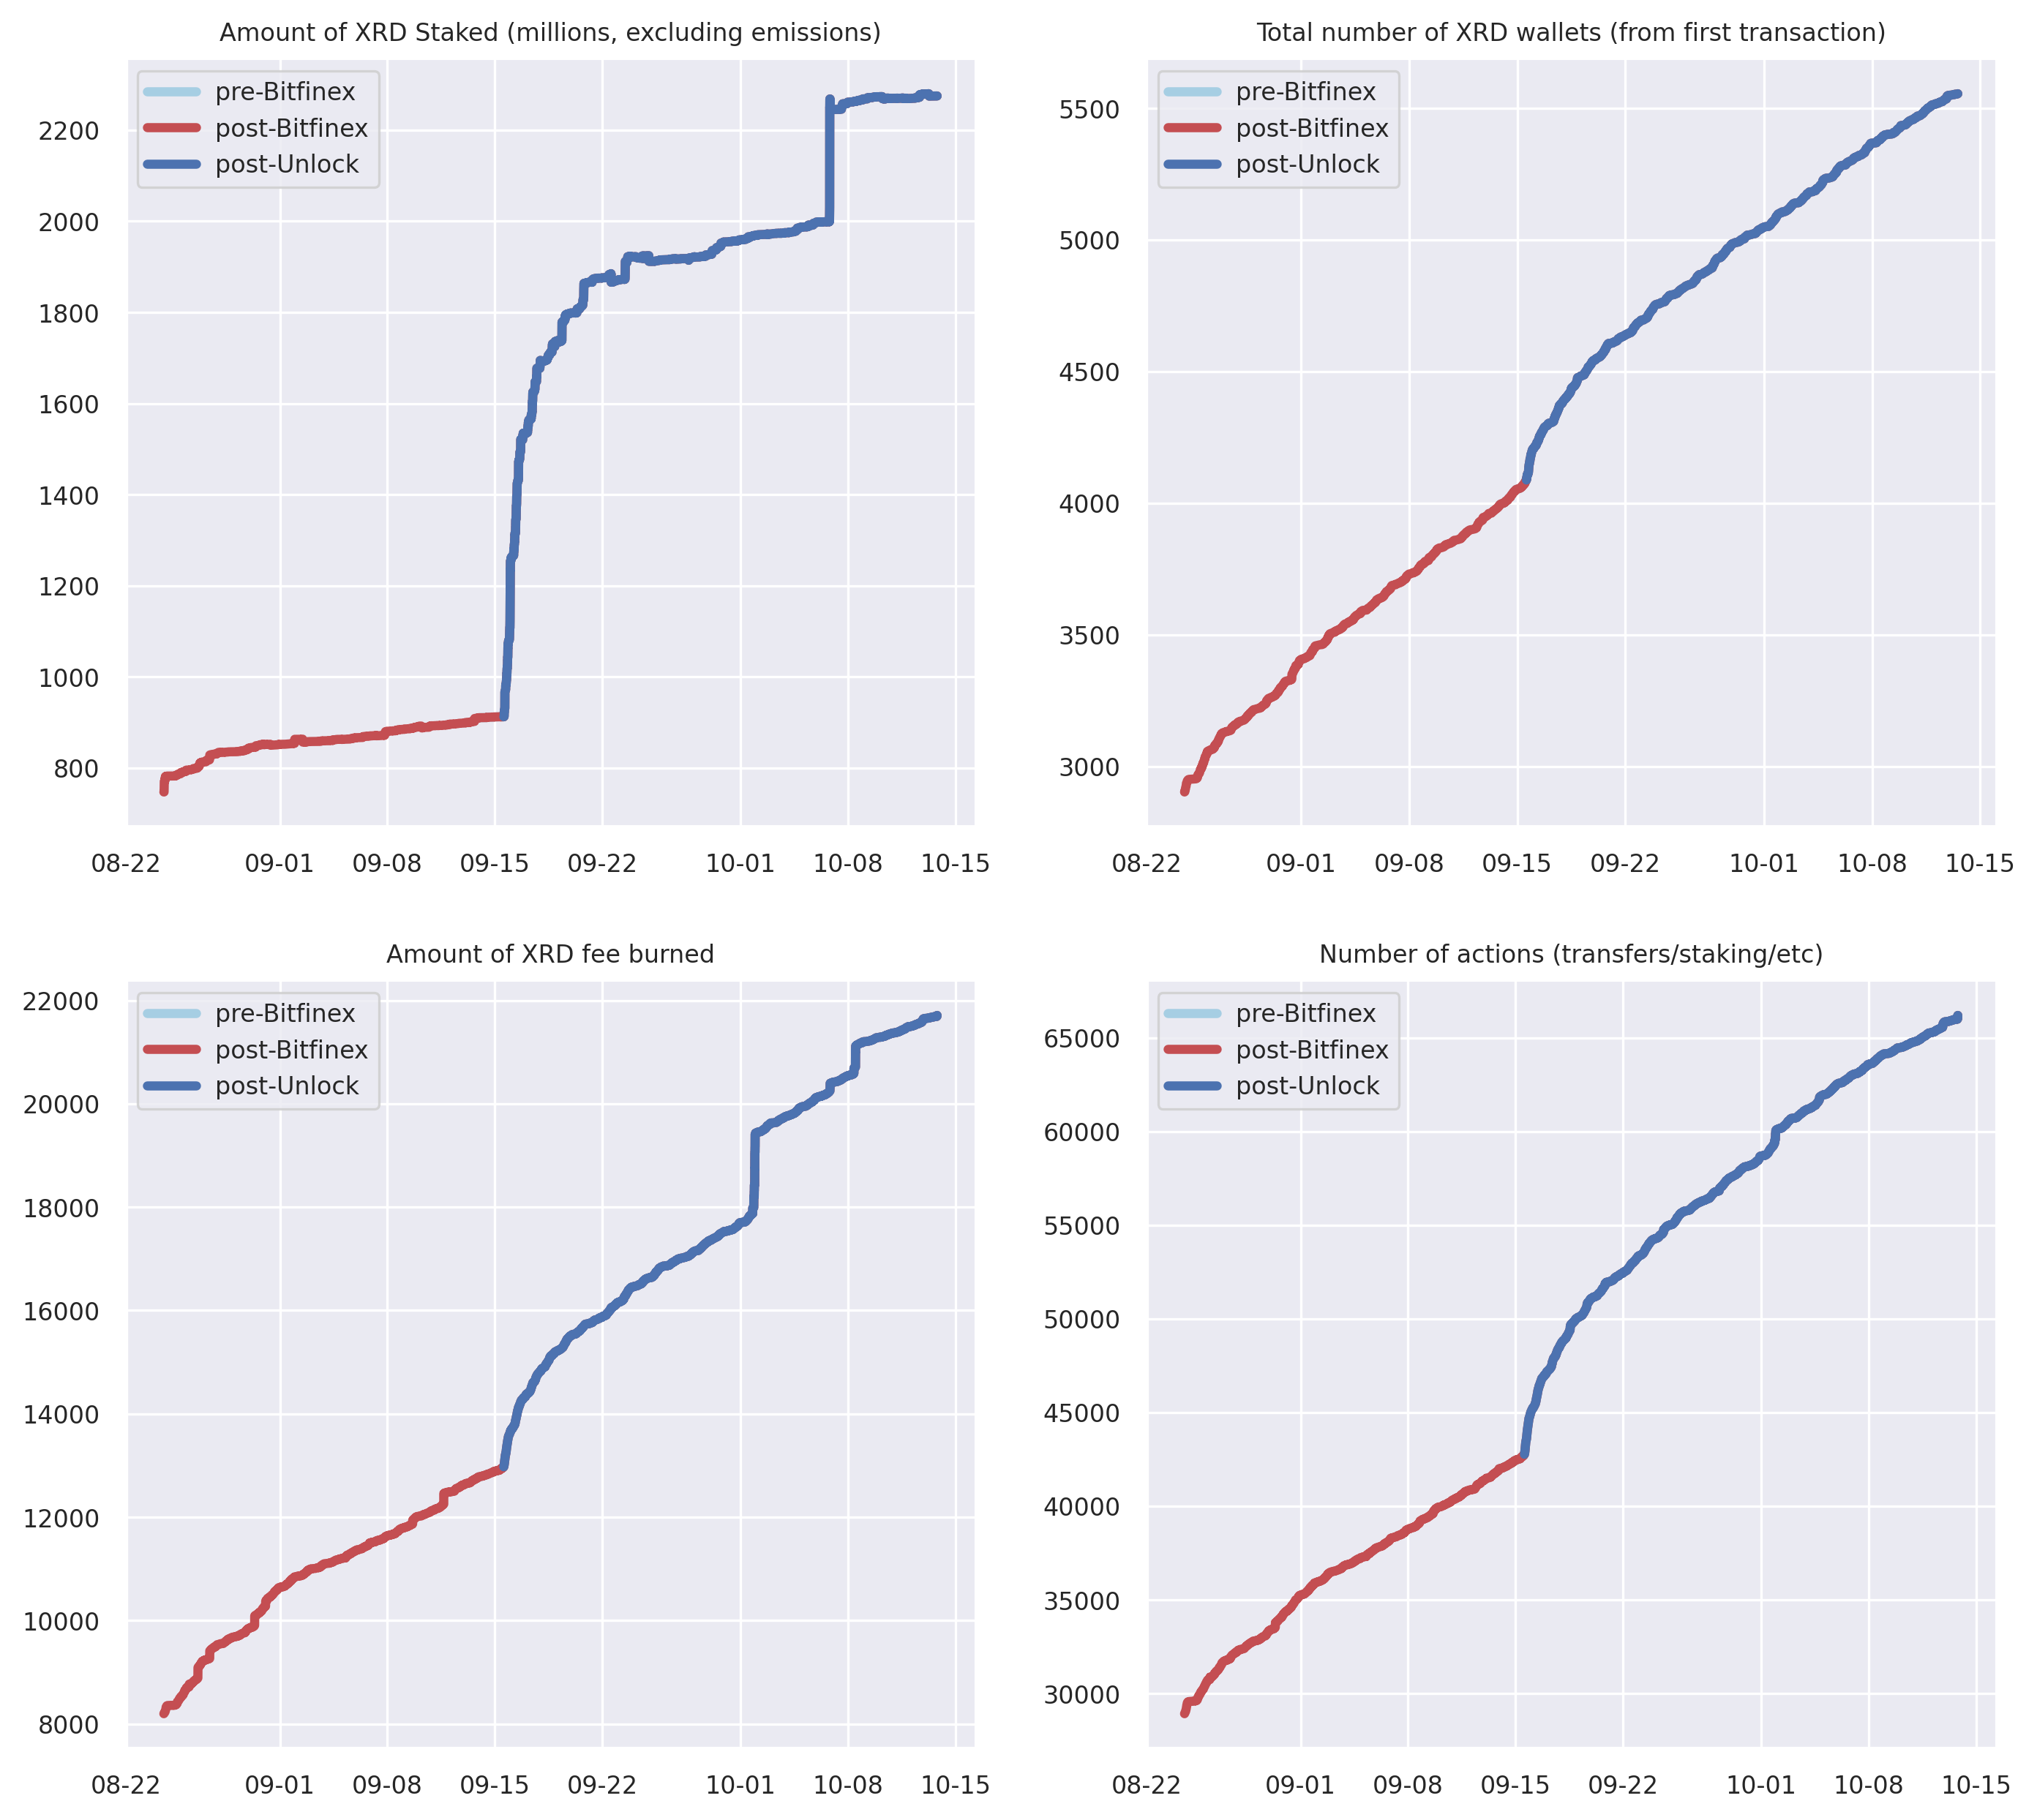 Amount of XRD Staked (millions, excluding emissions)
pre-Bitfinex
post-Bitfinex
post-Unlock
2200
2000
1800
1600
1400
1200
1000
800
08-22 09-01 09-08 09-15 09-22 10-01 10-08 10-15
Total number of XRD wallets (from first transaction)
pre-Bitfinex
post-Bitfinex
post-Unlock
5500
5000
4500
4000
3500
3000
08-22 09-01 09-08 09-15 09-22 10-01 10-08 10-15
Amount of XRD fee burned
pre-Bitfinex
post-Bitfinex
post-Unlock
22000
20000
18000
16000
14000
12000
10000
8000
08-22 09-01 09-08 09-15 09-22 10-01 10-08 10-15
Number of actions (transfers/staking/etc)
pre-Bitfinex
post-Bitfinex
post-Unlock
65000
60000
55000
50000
45000
40000
35000
30000
08-22 09-01 09-08 09-15 09-22 10-01 10-08 10-15